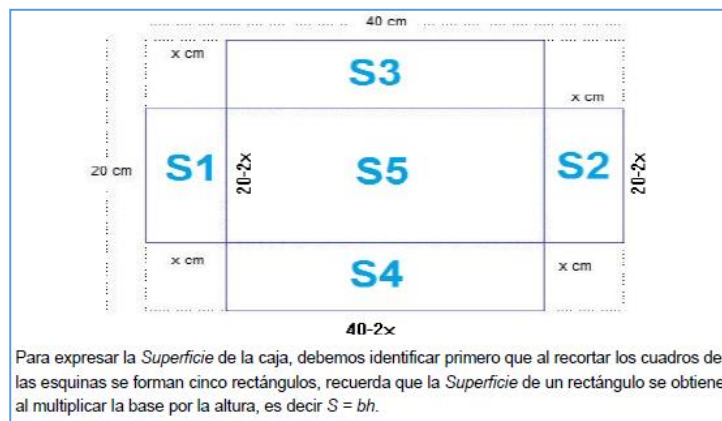 40 cm
x cm
S3
x cm
20 cm
S1
20-2x
S5
S2
20-2x
x cm
S4
x cm
40-2x
Para expresar la Superficie de la caja, debemos identificar primero que al recortar los cuadros de
las esquinas se forman cinco rectángulos, recuerda que la Superficie de un rectángulo se obtiene
al multiplicar la base por la altura, es decir S = bh.